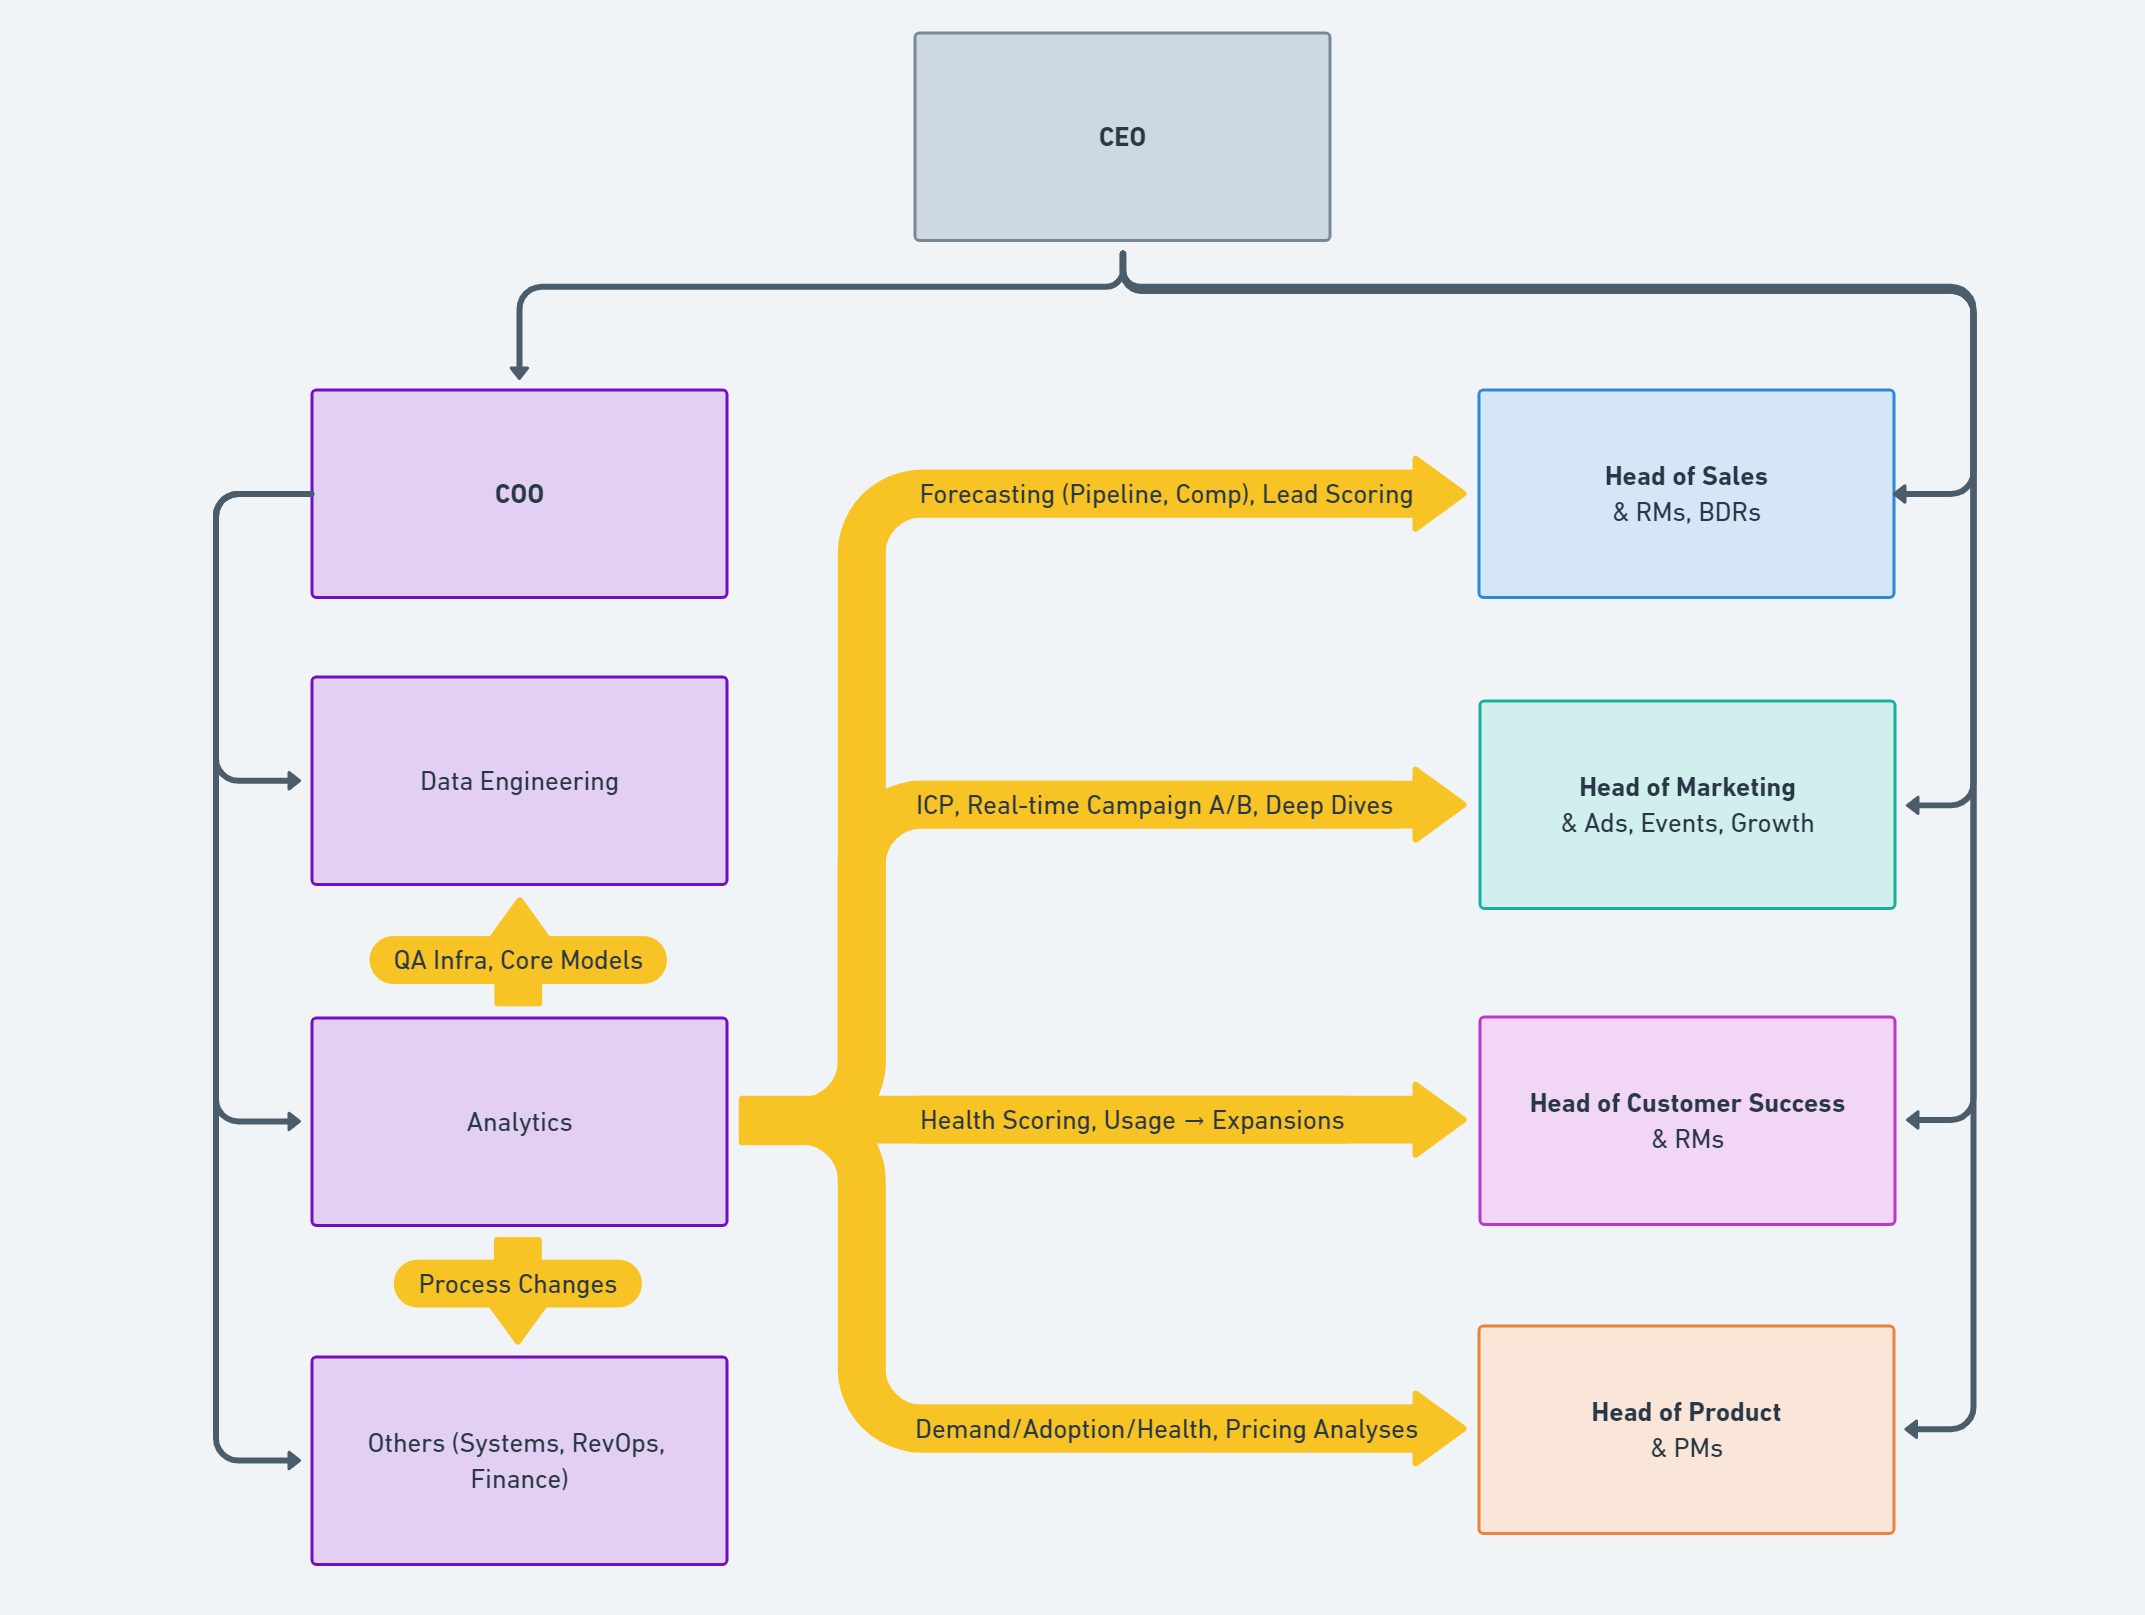 CEO
COO
Forecasting (Pipeline, Comp), Lead Scoring
Head of Sales
& RMs, BDRs
Data Engineering
ICP, Real-time Campaign A/B, Deep Dives
Head of Marketing
& Ads, Events, Growth
QA Infra, Core Models
Analytics
Health Scoring, Usage → Expansions
Head of Customer Success
& RMs
Process Changes
Others (Systems, RevOps,
Finance)
Demand/Adoption/Health, Pricing Analyses
Head of Product
& PMs